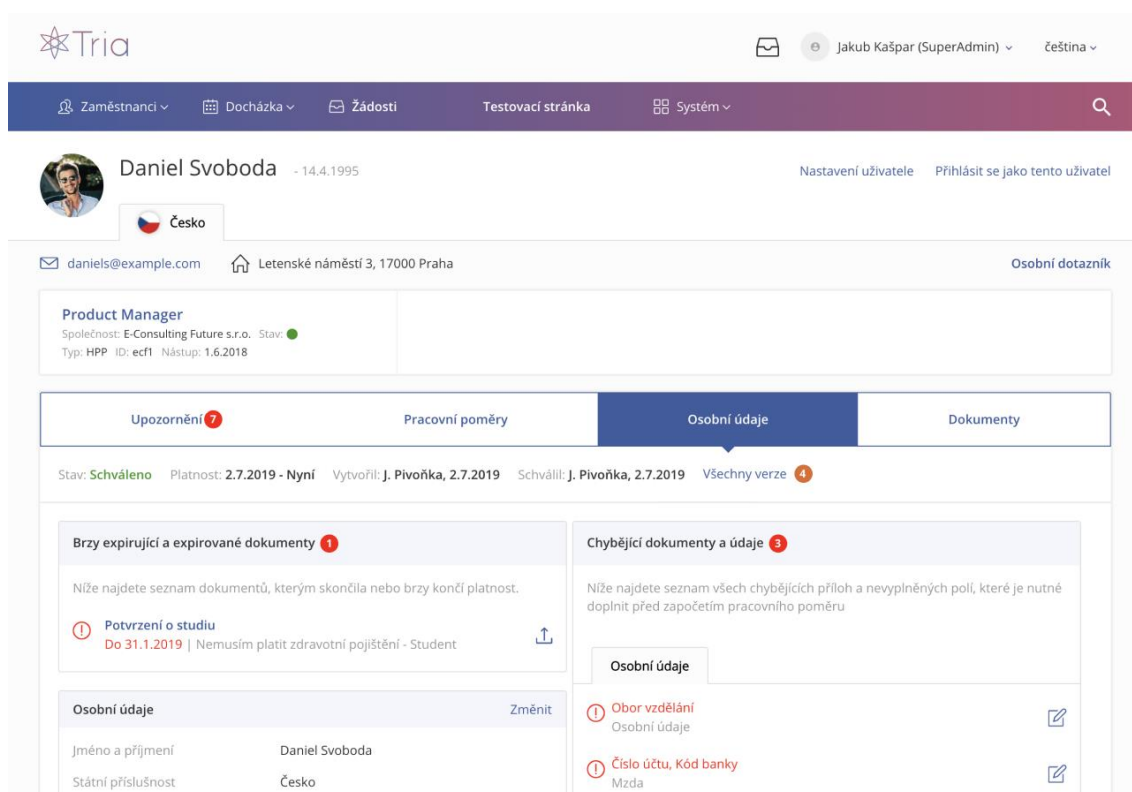 Tria
Jakub Kašpar (SuperAdmin)
čeština
Zaměstnanci
Docházka
Žádosti
Testovací stránka
Systém
Daniel Svoboda - 14.4.1995
Nastavení uživatele
Přihlásit se jako tento uživatel
Česko
daniels@example.com
Letenské náměstí 3, 17000 Praha
Osobní dotazník
Product Manager
Společnost: E-Consulting Future s.r.o. Stav:
Typ: HPP ID: ecf1 Nástup: 1.6.2018
Upozornění 7
Pracovní poměry
Osobní údaje
Dokumenty
Stav: Schváleno Platnost: 2.7.2019 - Nyní Vytvořil: J. Pivoňka, 2.7.2019 Schválil: J. Pivoňka, 2.7.2019 Všechny verze 4
Brzy expirující a expirované dokumenty 1
Níže najdete seznam dokumentů, kterým skončila nebo brzy končí platnost.
Potvrzení o studiu
Do 31.1.2019 | Nemusím platit zdravotní pojištění - Student
Osobní údaje
Změnit
Jméno a příjmení Daniel Svoboda
Státní příslušnost Česko
Chybějící dokumenty a údaje 3
Níže najdete seznam všech chybějících příloh a nevyplněných polí, které je nutné
doplnit před započetím pracovního poměru
Osobní údaje
Obor vzdělání
Osobní údaje
Číslo účtu, Kód banky
Mzda